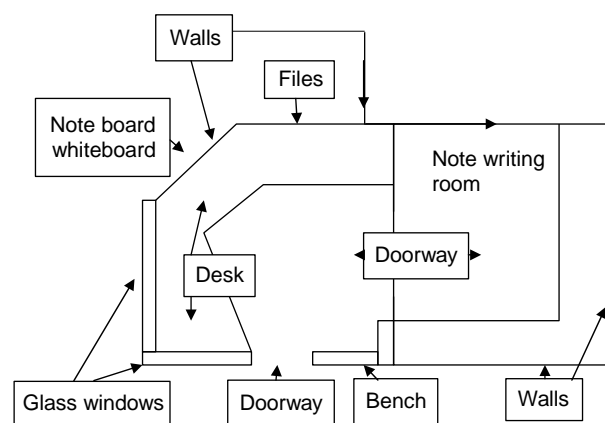 Walls
Files
Note board
whiteboard
Note writing
room
Doorway
Desk
Glass windows
Doorway
Bench
Walls